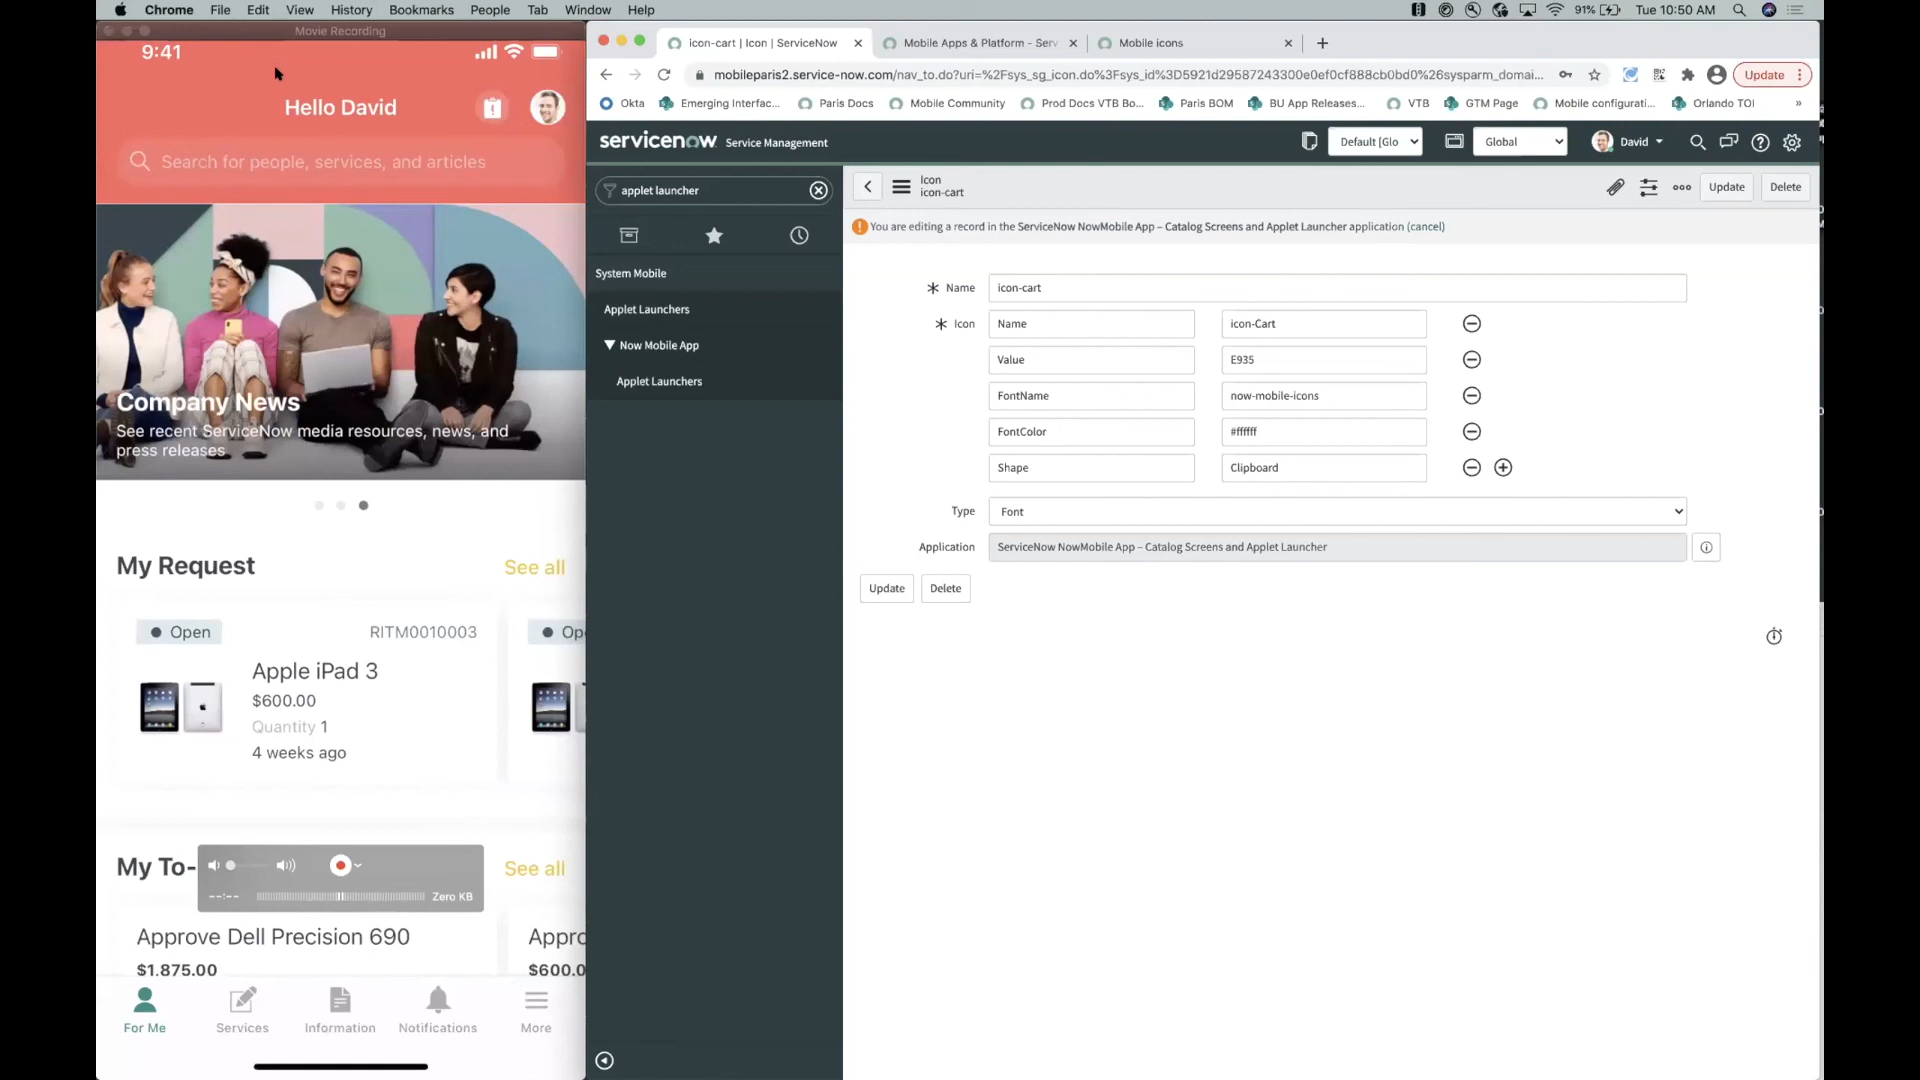 Chrome File Edit View History Bookmarks People Tab Window Help
91% Tue 10:50 AM
Movie Recording
9:41
Hello David
Search for people, services, and articles
Company News
See recent ServiceNow media resources, news, and
press releases
My Request See all
Open RITM0010003
Apple iPad 3
$600.00
Quantity 1
4 weeks ago
Op
My To- See all
--:-- Zero KB
Approve Dell Precision 690
$1,875.00
Appro
$600.0
For Me Services Information Notifications More
icon-cart | Icon | ServiceNow
Mobile Apps & Platform - Serv
Mobile icons
mobileparis2.service-now.com/nav_to.do?uri=%2Fsys_sg_icon.do%3Fsys_id%3D5921d29587243300e0ef0cf888cb0bd0%26sysparm_domai...
Update
Okta Emerging Interfac... Paris Docs Mobile Community Prod Docs VTB Bo... Paris BOM BU App Releases... VTB GTM Page Mobile configurati... Orlando TOI »
servicenow Service Management
Default [Glo Global David
applet launcher
System Mobile
Applet Launchers
Now Mobile App
Applet Launchers
Icon
icon-cart
Update Delete
You are editing a record in the ServiceNow NowMobile App – Catalog Screens and Applet Launcher application (cancel)
Name icon-cart
Icon Name icon-Cart
Value E935
FontName now-mobile-icons
FontColor #ffffff
Shape Clipboard
Type Font
Application ServiceNow NowMobile App – Catalog Screens and Applet Launcher
Update Delete